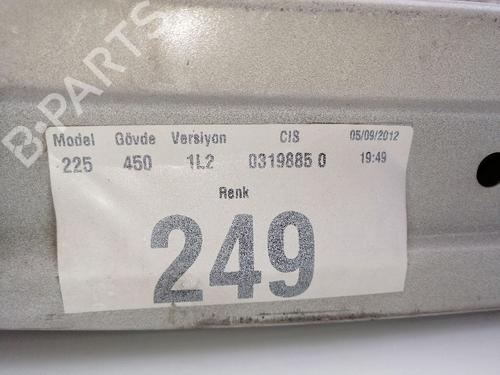 B-PARTS
Model Gövde Versiyon CIS 05/09/2012
225 450 1L2 0319885 0 19:49
Renk
249